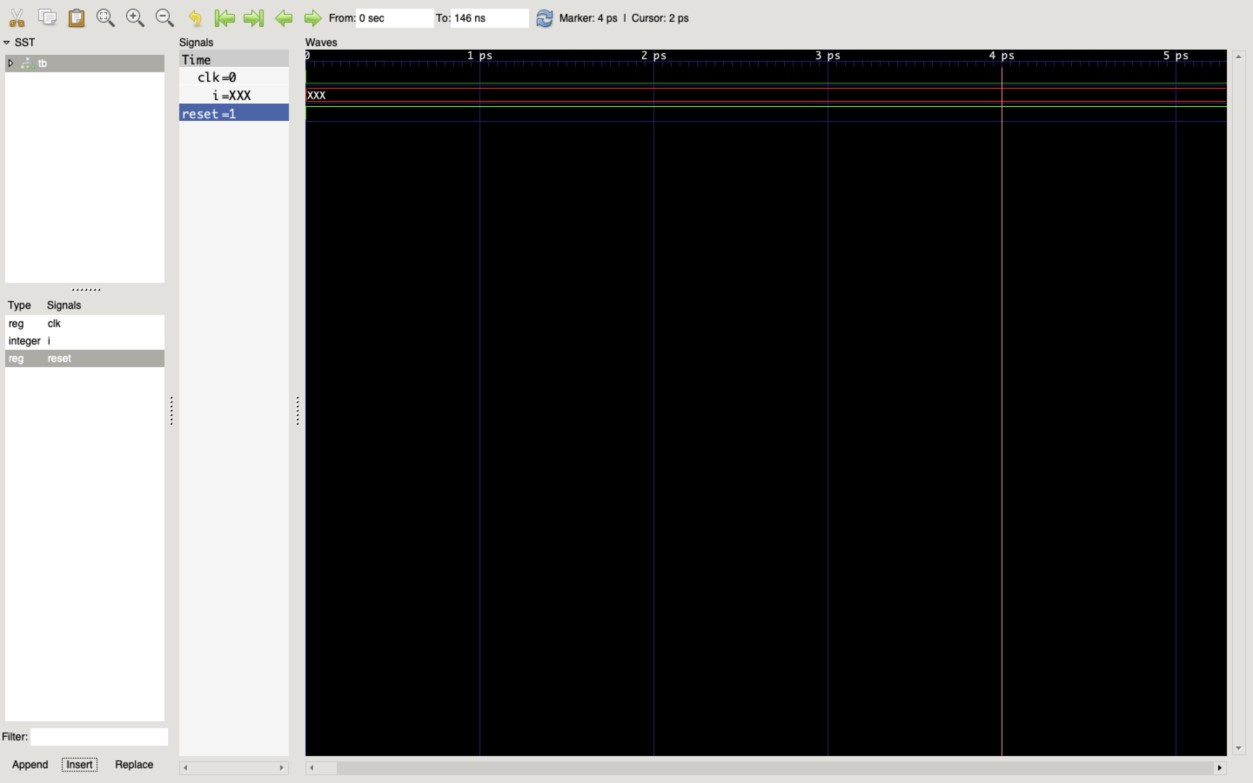 From: 0 sec To: 146 ns Marker: 4 ps | Cursor: 2 ps
SST
tb
Type Signals
reg clk
integer i
reg reset
Filter:
Append Insert Replace
Signals
Time
clk=0
i=XXX
reset=1
Waves
0 1 ps 2 ps 3 ps 4 ps 5 ps
XXX